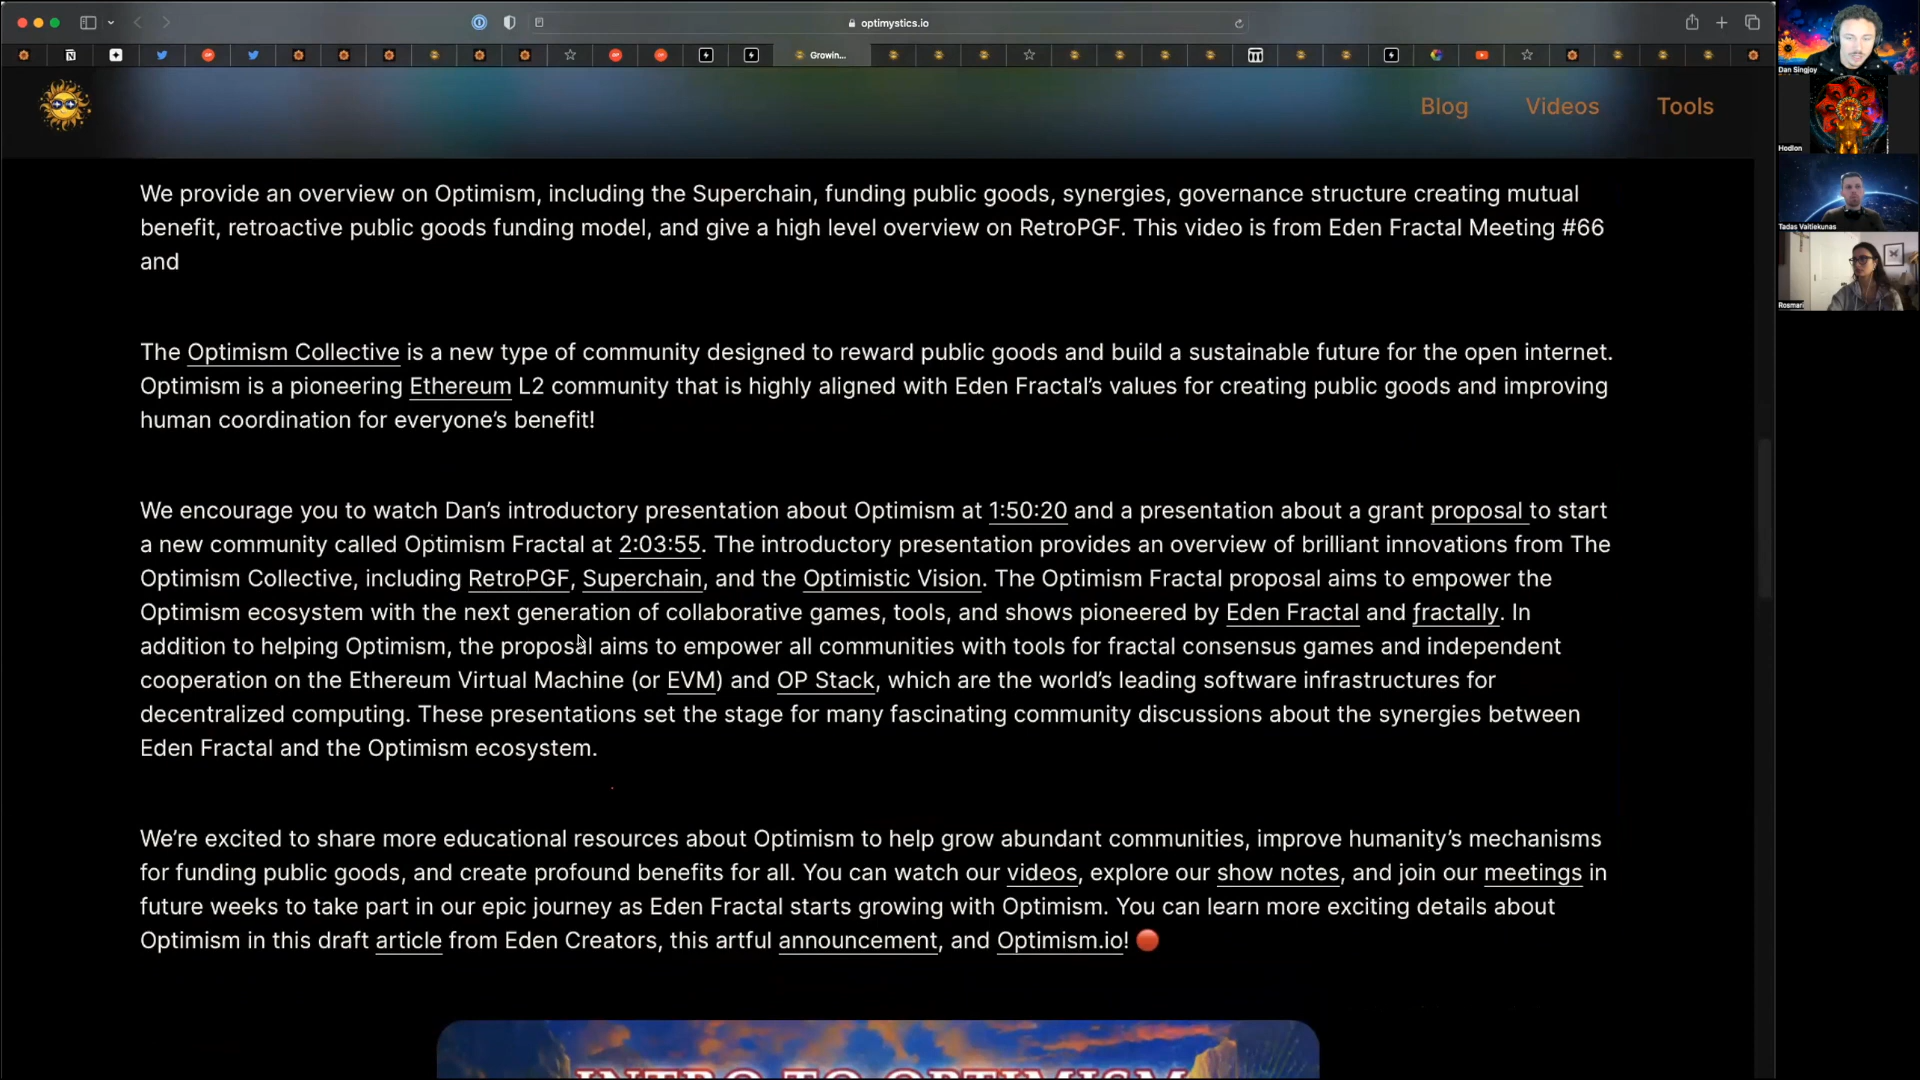 optimystics.io
Growin...
Blog
Videos
Tools
Dan Singjoy
Hodlon
Tadas Vaitiekunas
Rosmari
We provide an overview on Optimism, including the Superchain, funding public goods, synergies, governance structure creating mutual
benefit, retroactive public goods funding model, and give a high level overview on RetroPGF. This video is from Eden Fractal Meeting #66
and
The Optimism Collective is a new type of community designed to reward public goods and build a sustainable future for the open internet.
Optimism is a pioneering Ethereum L2 community that is highly aligned with Eden Fractal’s values for creating public goods and improving
human coordination for everyone’s benefit!
We encourage you to watch Dan’s introductory presentation about Optimism at 1:50:20 and a presentation about a grant proposal to start
a new community called Optimism Fractal at 2:03:55. The introductory presentation provides an overview of brilliant innovations from The
Optimism Collective, including RetroPGF, Superchain, and the Optimistic Vision. The Optimism Fractal proposal aims to empower the
Optimism ecosystem with the next generation of collaborative games, tools, and shows pioneered by Eden Fractal and ƒractally. In
addition to helping Optimism, the proposal aims to empower all communities with tools for fractal consensus games and independent
cooperation on the Ethereum Virtual Machine (or EVM) and OP Stack, which are the world’s leading software infrastructures for
decentralized computing. These presentations set the stage for many fascinating community discussions about the synergies between
Eden Fractal and the Optimism ecosystem.
We’re excited to share more educational resources about Optimism to help grow abundant communities, improve humanity’s mechanisms
for funding public goods, and create profound benefits for all. You can watch our videos, explore our show notes, and join our meetings in
future weeks to take part in our epic journey as Eden Fractal starts growing with Optimism. You can learn more exciting details about
Optimism in this draft article from Eden Creators, this artful announcement, and Optimism.io!
INTRO TO OPTIMISM